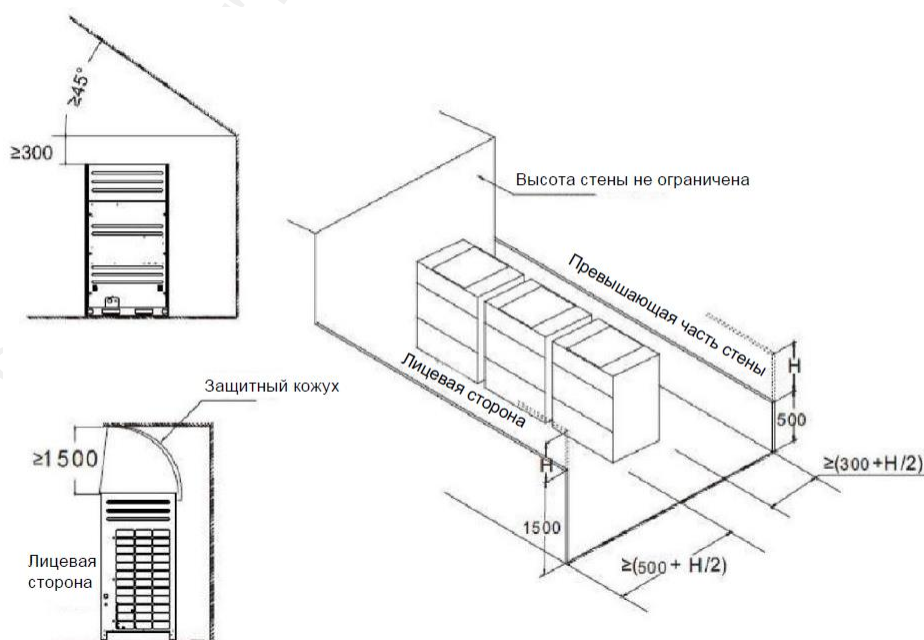 ≥45°
≥300
Высота стены не ограничена
Превышающая часть стены
Лицевая сторона
H
500
≥(300+H/2)
H
1500
≥(500 + H/2)
Защитный кожух
≥1500
Лицевая
сторона